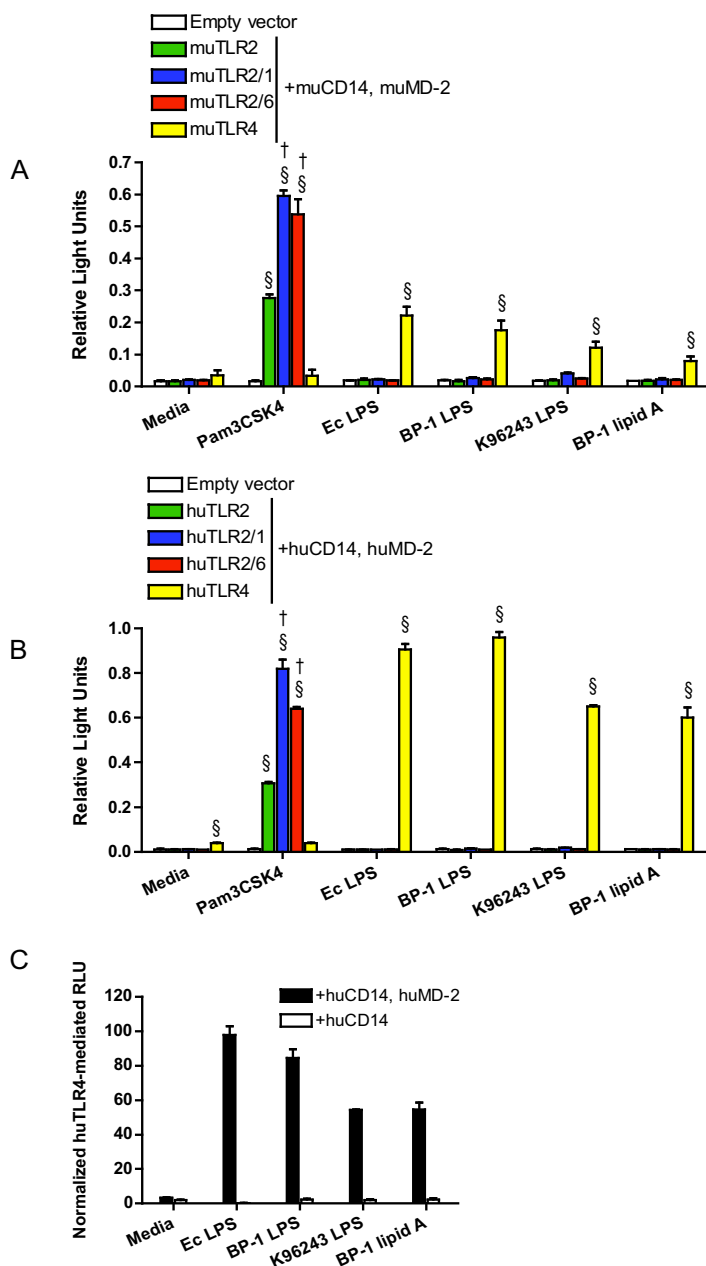 Empty vector
muTLR2
muTLR2/1
muTLR2/6
muTLR4
+muCD14, muMD-2
A
Relative Light Units
0.7
0.6
0.5
0.4
0.3
0.2
0.1
0.0
† †
§ §
§
§
§
§
§
Media
Pam3CSK4
Ec LPS
BP-1 LPS
K96243 LPS
BP-1 lipid A
Empty vector
huTLR2
huTLR2/1
huTLR2/6
huTLR4
+huCD14, huMD-2
B
Relative Light Units
1.0
0.8
0.6
0.4
0.2
0.0
§
§
†
§
†
§
§
§
§
§
Media
Pam3CSK4
Ec LPS
BP-1 LPS
K96243 LPS
BP-1 lipid A
C
Normalized huTLR4-mediated RLU
120
100
80
60
40
20
0
+huCD14, huMD-2
+huCD14
Media
Ec LPS
BP-1 LPS
K96243 LPS
BP-1 lipid A